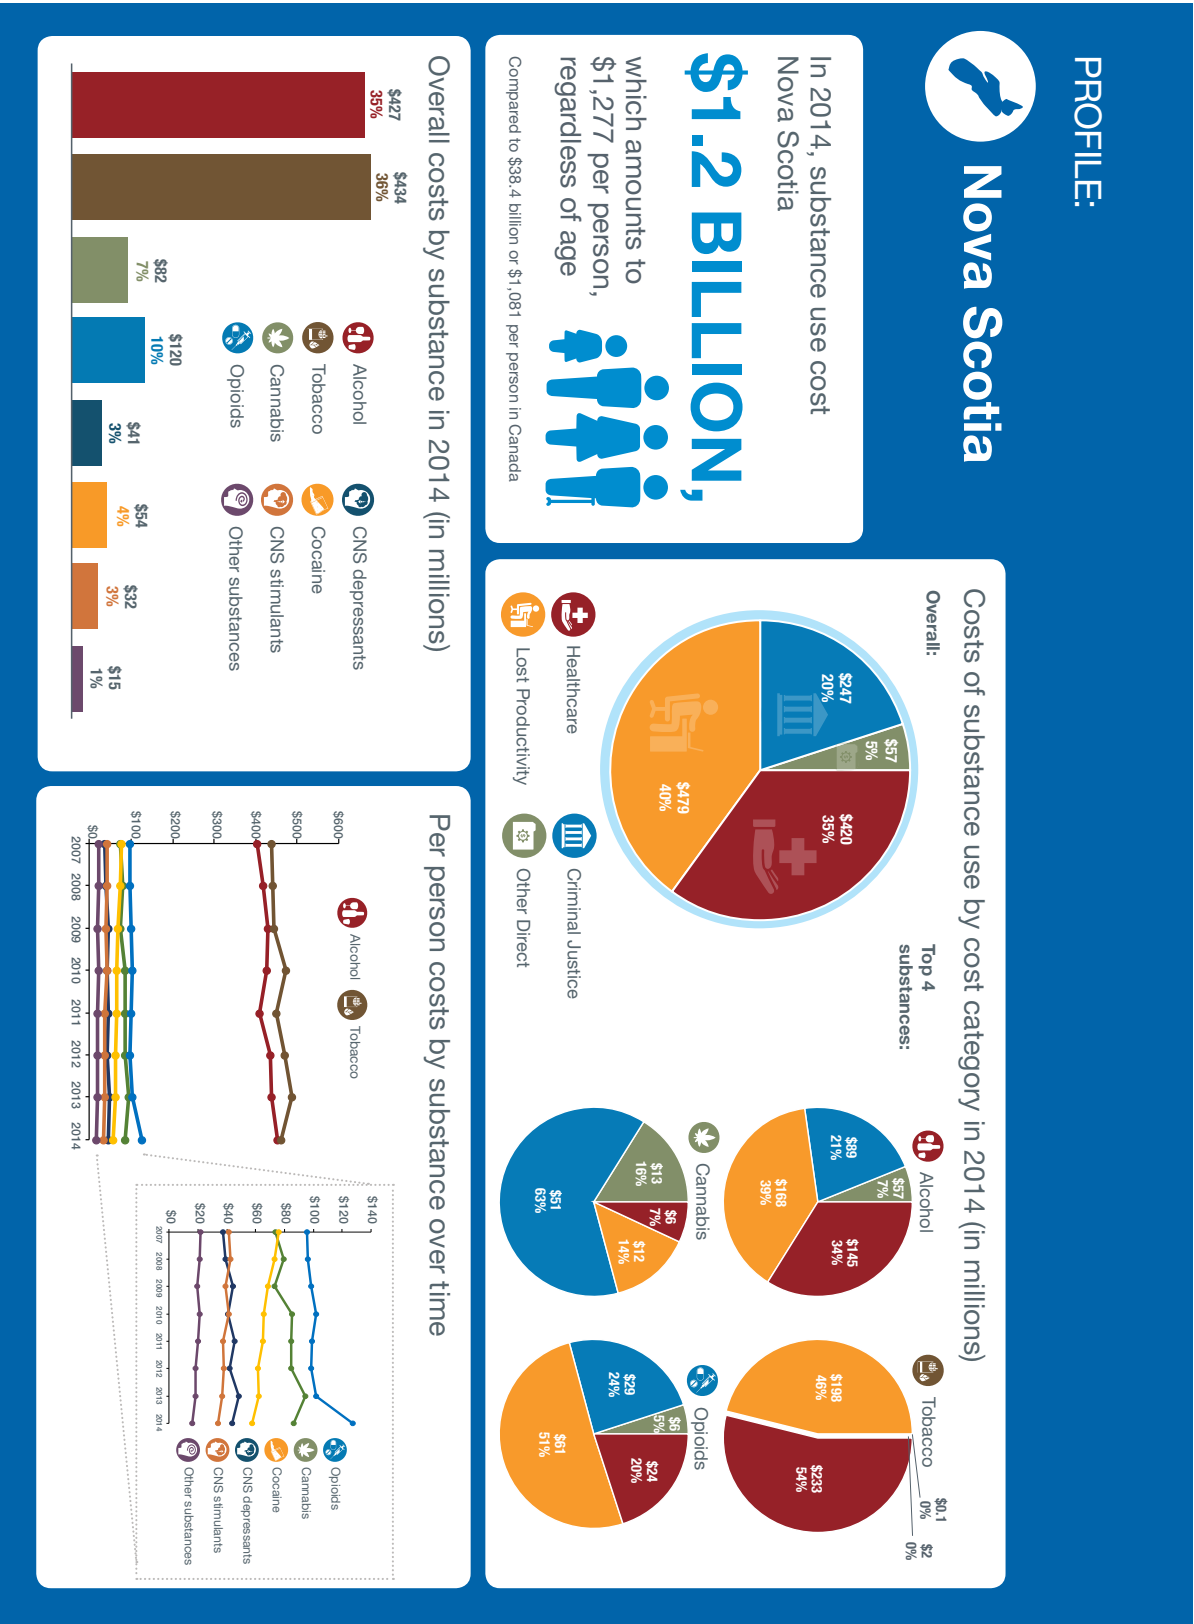 PROFILE:
Nova Scotia
In 2014, substance use cost
Nova Scotia
$1.2 BILLION,
which amounts to
$1,277 per person,
regardless of age
Compared to $38.4 billion or $1,081 per person in Canada
Costs of substance use by cost category in 2014 (in millions)
Overall:
$247
20%
$57
5%
$420
35%
$479
40%
Healthcare
Lost Productivity
Criminal Justice
Other Direct
Top 4
substances:
Alcohol
$89
21%
$57
7%
$168
39%
$145
34%
Tobacco
$0.1
0%
$2
0%
$198
46%
$233
54%
Cannabis
$13
16%
$6
7%
$12
14%
$51
63%
Opioids
$29
24%
$6
5%
$24
20%
$61
51%
Overall costs by substance in 2014 (in millions)
$427
35%
$434
36%
$82
7%
$120
10%
$41
3%
$54
4%
$32
3%
$15
1%
Alcohol
Tobacco
Cannabis
Opioids
CNS depressants
Cocaine
CNS stimulants
Other substances
Per person costs by substance over time
$600
$500
$400
$300
$200
$100
$0
2007 2008 2009 2010 2011 2012 2013 2014
Alcohol
Tobacco
$140
$120
$100
$80
$60
$40
$20
$0
2007 2008 2009 2010 2011 2012 2013 2014
Opioids
Cannabis
Cocaine
CNS depressants
CNS stimulants
Other substances